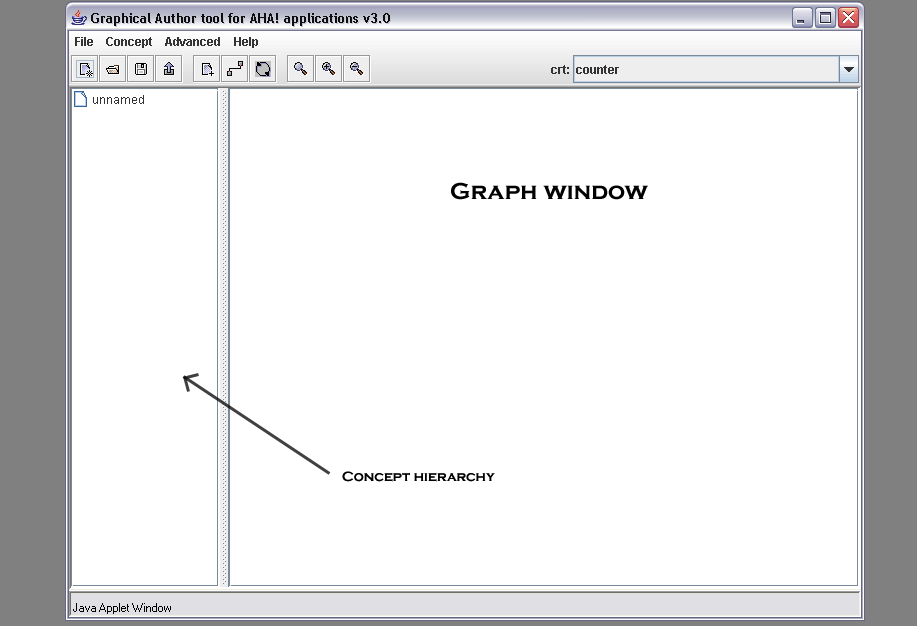 Graphical Author tool for AHA! applications v3.0
File Concept Advanced Help
crt: counter
unnamed
Graph window
Concept hierarchy
Java Applet Window